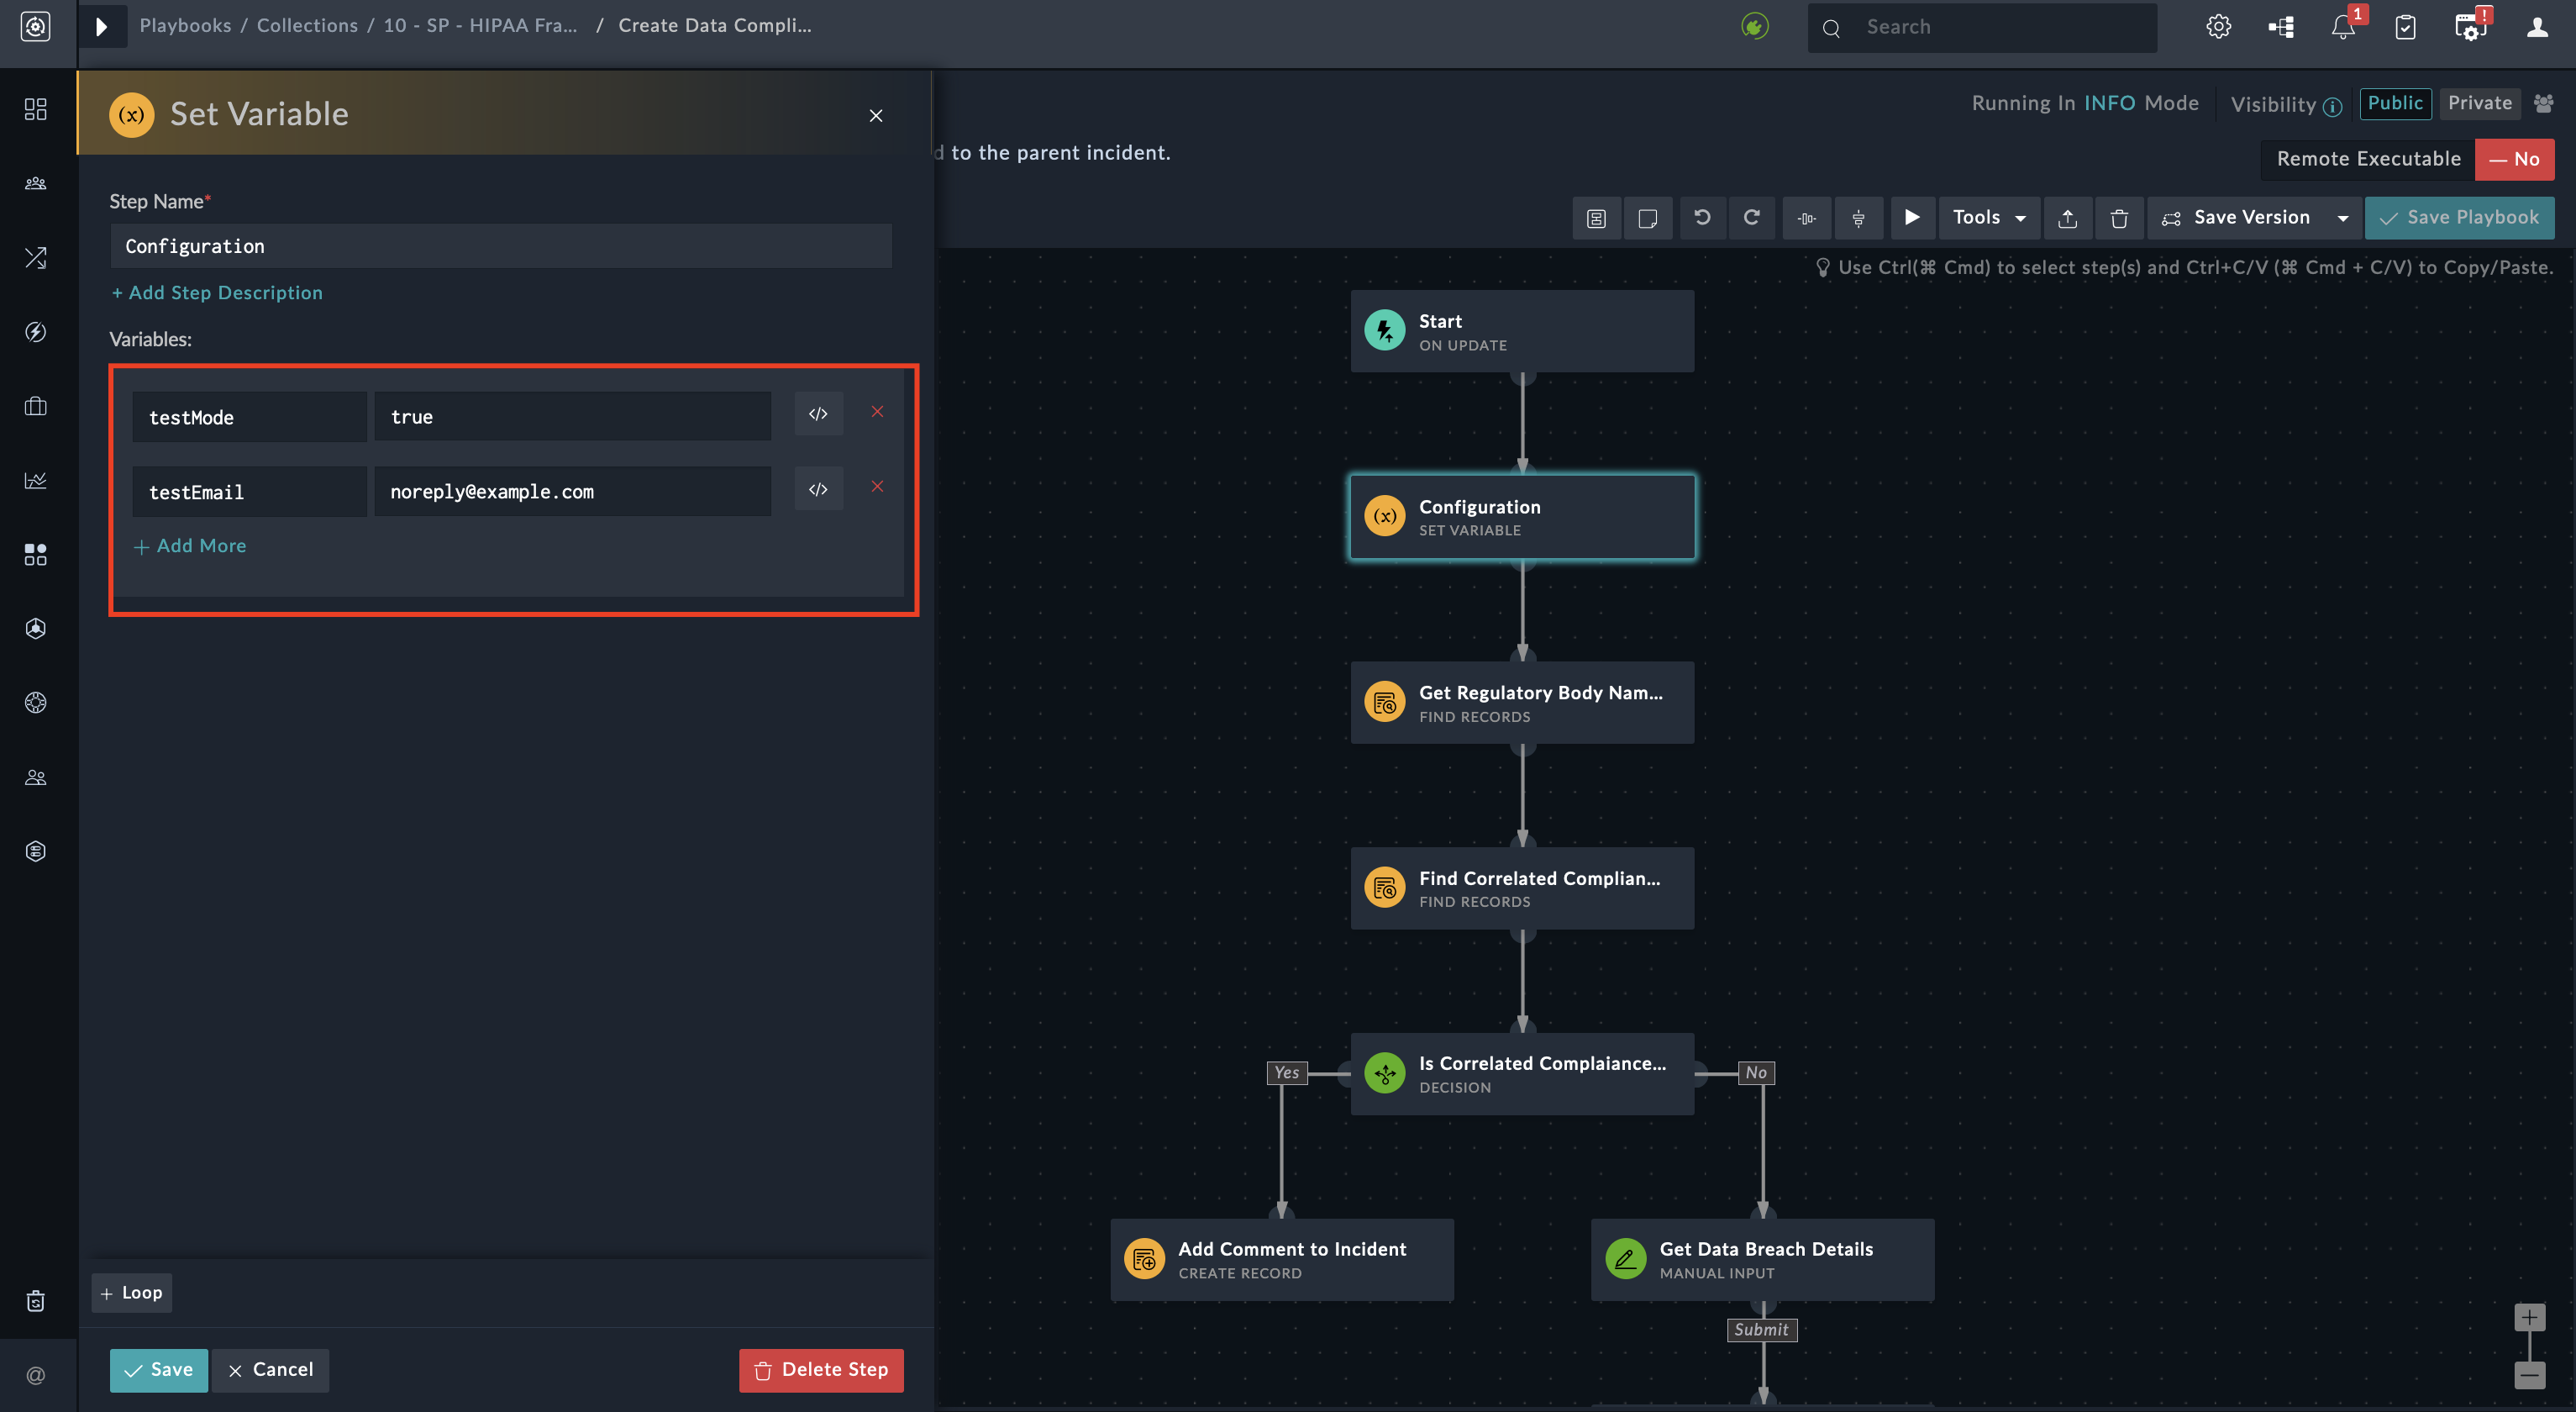 Playbooks / Collections / 10 - SP - HIPAA Fra... / Create Data Compli...
Search
1
!
(x) Set Variable
Running In INFO Mode
Visibility
Public
Private
d to the parent incident.
Remote Executable
No
Step Name*
Configuration
+ Add Step Description
Variables:
testMode
true
</>
testEmail
noreply@example.com
</>
+ Add More
Tools
Save Version
Save Playbook
Use Ctrl(⌘ Cmd) to select step(s) and Ctrl+C/V (⌘ Cmd + C/V) to Copy/Paste.
Start
ON UPDATE
(x)
Configuration
SET VARIABLE
Get Regulatory Body Nam...
FIND RECORDS
Find Correlated Complian...
FIND RECORDS
Yes
Is Correlated Complaiance...
DECISION
No
Add Comment to Incident
CREATE RECORD
Get Data Breach Details
MANUAL INPUT
Submit
+ Loop
Save
Cancel
Delete Step
@